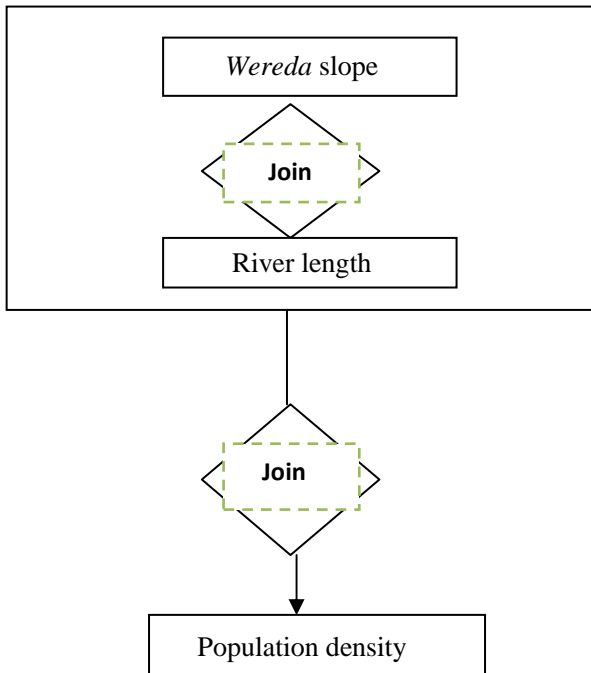 Wereda slope
Join
River length
Join
Population density